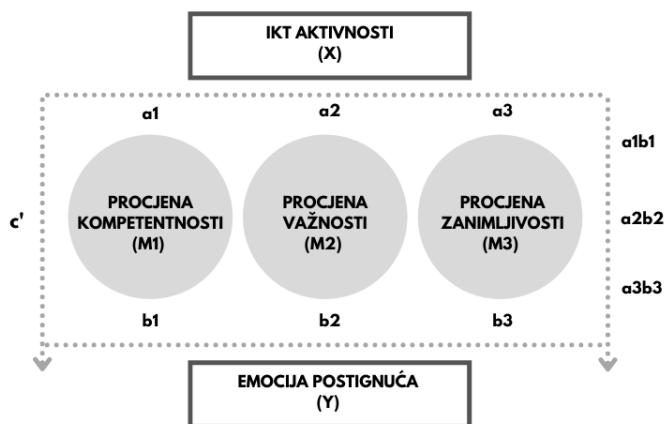 IKT AKTIVNOSTI
(X)
a1
a2
a3
a1b1
PROCJENA
KOMPETENTNOSTI
(M1)
PROCJENA
VAŽNOSTI
(M2)
PROCJENA
ZANIMLJIVOSTI
(M3)
c'
a2b2
a3b3
b1
b2
b3
EMOCIJA POSTIGNUĆA
(Y)